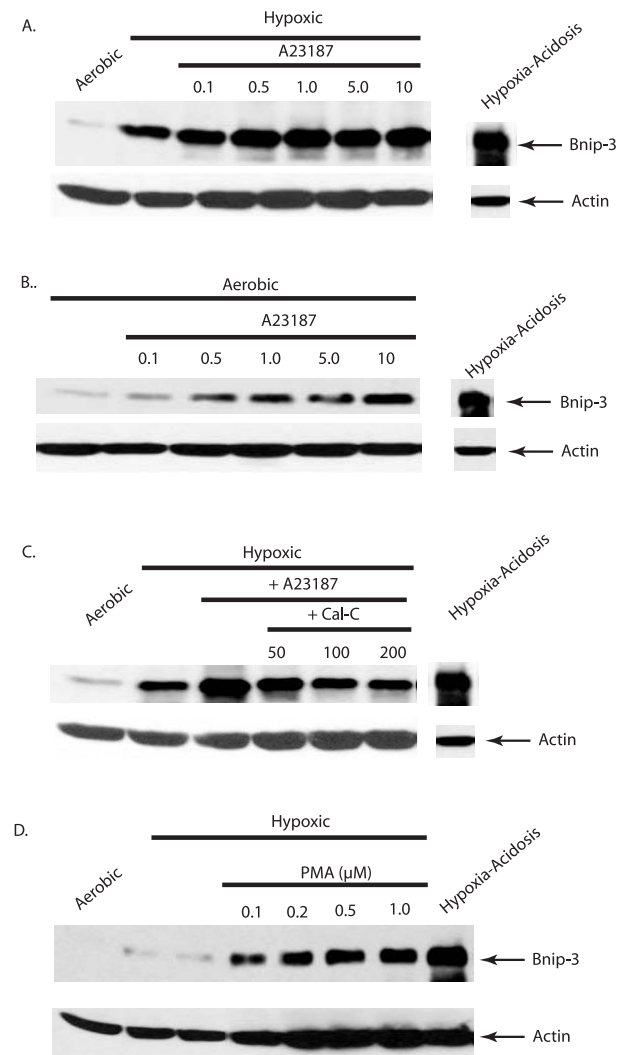 A.
Hypoxic
A23187
Aerobic
0.1 0.5 1.0 5.0 10
Hypoxia-Acidosis
Bnip-3
Actin
B..
Aerobic
A23187
0.1 0.5 1.0 5.0 10
Hypoxia-Acidosis
Bnip-3
Actin
C.
Hypoxic
+ A23187
+ Cal-C
Aerobic
50 100 200
Hypoxia-Acidosis
Actin
D.
Hypoxic
PMA (μM)
Aerobic
0.1 0.2 0.5 1.0
Hypoxia-Acidosis
Bnip-3
Actin